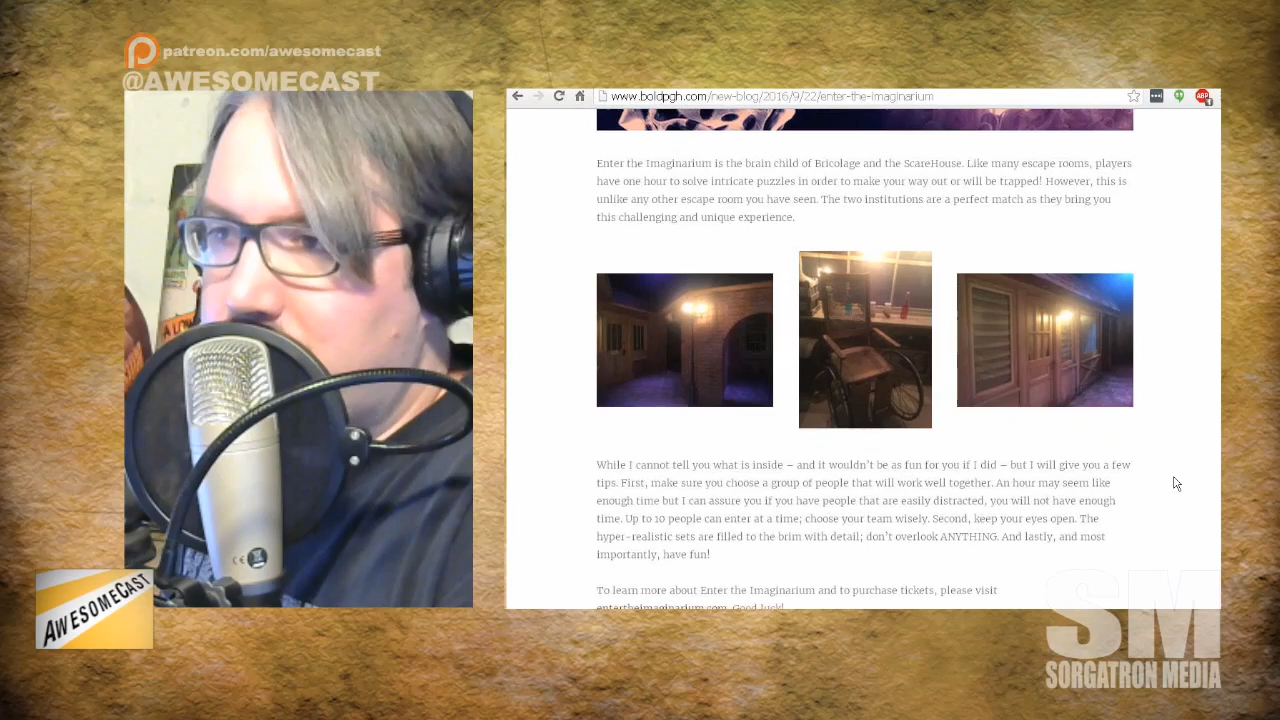 patreon.com/awesomecast
@AWESOMECAST
www.boldpgh.com/new-blog/2016/9/22/enter-the-imaginarium
ABP
1
Enter the Imaginarium is the brain child of Bricolage and the ScareHouse. Like many escape rooms, players
have one hour to solve intricate puzzles in order to make your way out or will be trapped! However, this is
unlike any other escape room you have seen. The two institutions are a perfect match as they bring you
this challenging and unique experience.
While I cannot tell you what is inside – and it wouldn't be as fun for you if I did – but I will give you a few
tips. First, make sure you choose a group of people that will work well together. An hour may seem like
enough time but I can assure you if you have people that are easily distracted, you will not have enough
time. Up to 10 people can enter at a time; choose your team wisely. Second, keep your eyes open. The
hyper-realistic sets are filled to the brim with detail; don't overlook ANYTHING. And lastly, and most
importantly, have fun!
To learn more about Enter the Imaginarium and to purchase tickets, please visit
entertheimaginarium.com. Good luck!
A LOW
CE
AWESOMECAST
SM
SORGATRON MEDIA